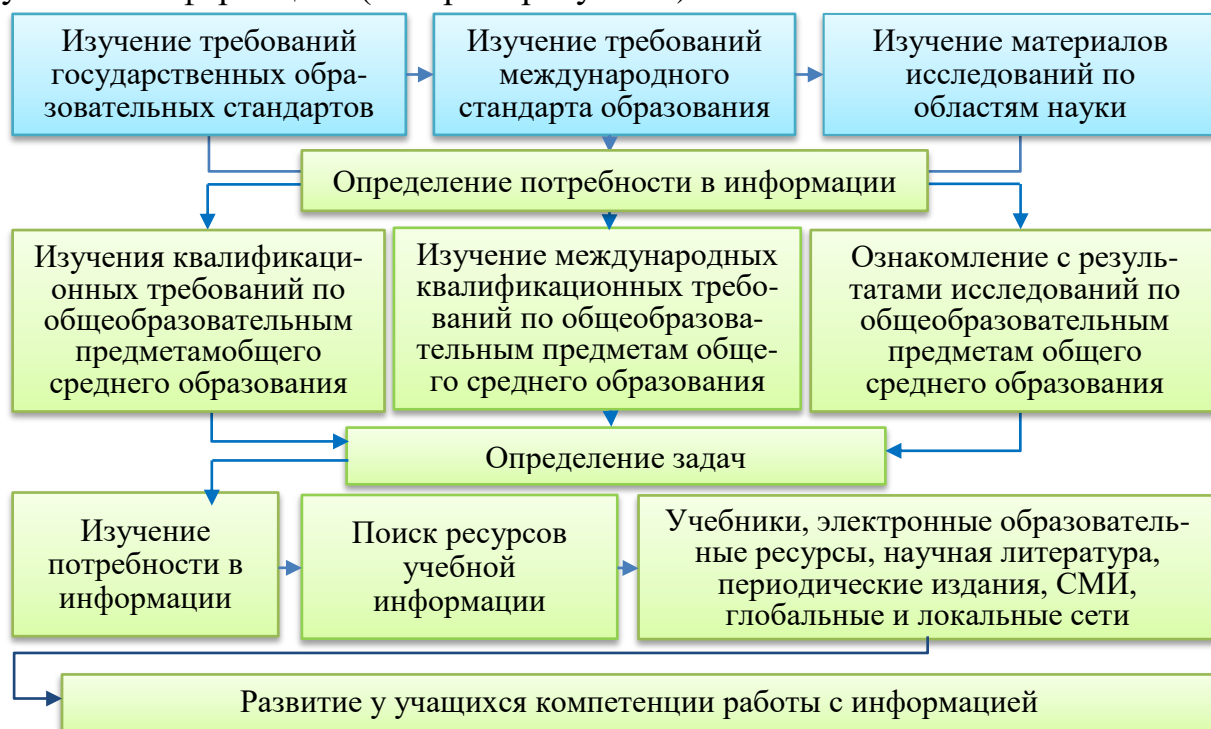 Изучение требований
государственных обра-
зовательных стандартов
Изучение требований
международного
стандарта образования
Изучение материалов
исследований по
областям науки
Определение потребности в информации
Изучения квалификаци-
онных требований по
общеобразовательным
предметамобщего
среднего образования
Изучение международных
квалификационных требо-
ваний по общеобразова-
тельным предметам обще-
го среднего образования
Ознакомление с резуль-
татами исследований по
общеобразовательным
предметам общего
среднего образования
Определение задач
Изучение
потребности в
информации
Поиск ресурсов
учебной
информации
Учебники, электронные образователь-
ные ресурсы, научная литература,
периодические издания, СМИ,
глобальные и локальные сети
Развитие у учащихся компетенции работы с информацией